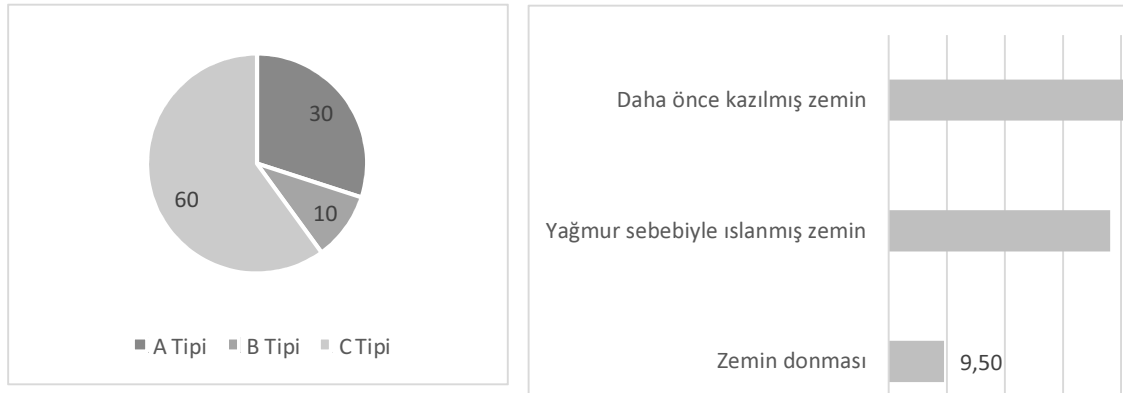 30
10
60
A Tipi B Tipi C Tipi
Daha önce kazılmış zemin
Yağmur sebebiyle ıslanmış zemin
Zemin donması 9,50